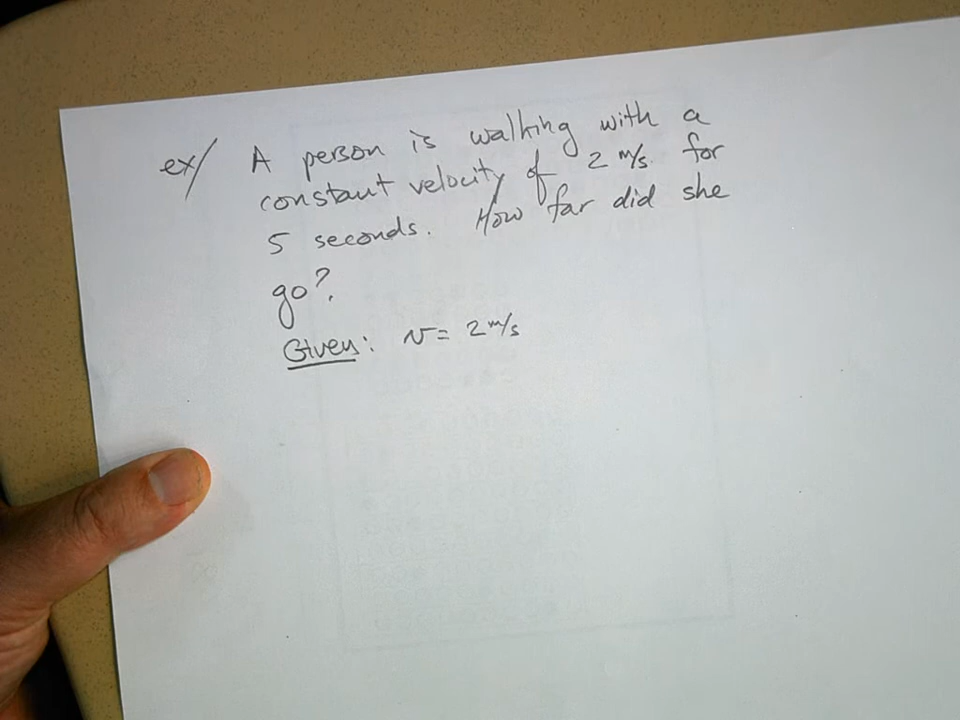 ex/ A person is walking with a
constant velocity of 2 m/s. for
5 seconds. How far did she
go?
Given: v = 2 m/s